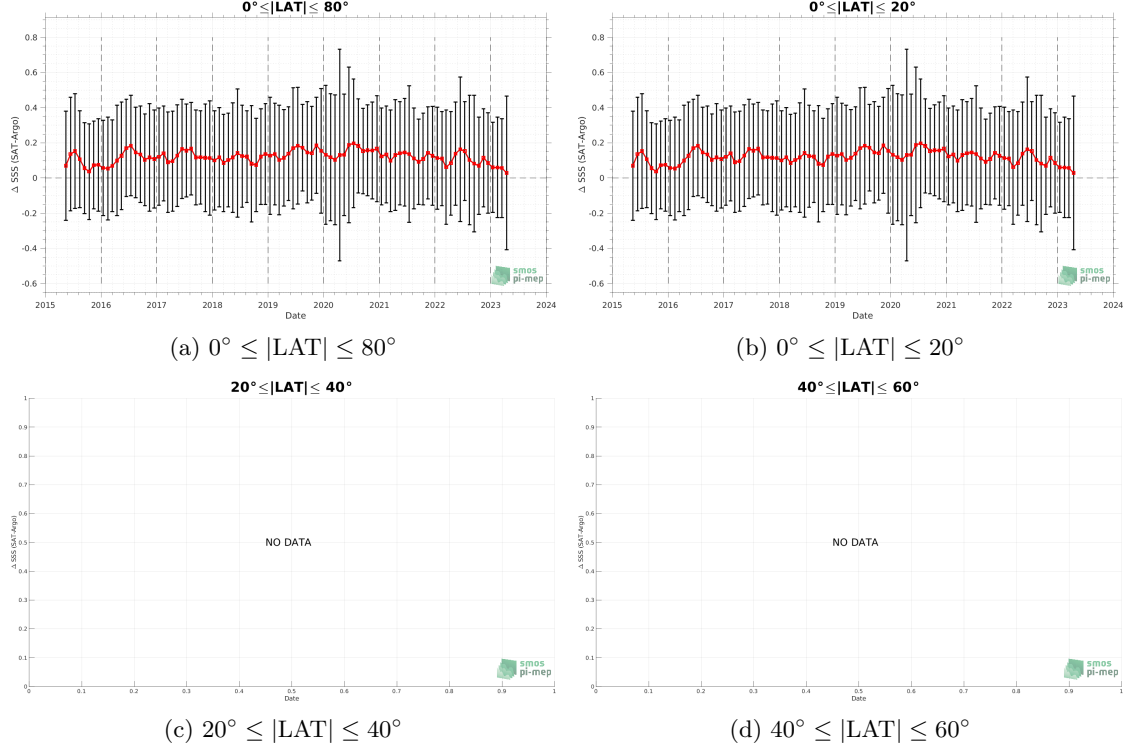 0°≤|LAT|≤ 80°
Δ SSS (SAT-Argo)
0.8
0.6
0.4
0.2
0
-0.2
-0.4
-0.6
2015 2016 2017 2018 2019 2020 2021 2022 2023 2024
Date
smos
pi-mep
(a) 0° ≤ |LAT| ≤ 80°
0°≤|LAT|≤ 20°
Δ SSS (SAT-Argo)
0.8
0.6
0.4
0.2
0
-0.2
-0.4
-0.6
2015 2016 2017 2018 2019 2020 2021 2022 2023 2024
Date
smos
pi-mep
(b) 0° ≤ |LAT| ≤ 20°
20°≤|LAT|≤ 40°
Δ SSS (SAT-Argo)
1
0.9
0.8
0.7
0.6
0.5
0.4
0.3
0.2
0.1
0
NO DATA
0 0.1 0.2 0.3 0.4 0.5 0.6 0.7 0.8 0.9 1
Date
smos
pi-mep
(c) 20° ≤ |LAT| ≤ 40°
40°≤|LAT|≤ 60°
Δ SSS (SAT-Argo)
1
0.9
0.8
0.7
0.6
0.5
0.4
0.3
0.2
0.1
0
NO DATA
0 0.1 0.2 0.3 0.4 0.5 0.6 0.7 0.8 0.9 1
Date
smos
pi-mep
(d) 40° ≤ |LAT| ≤ 60°